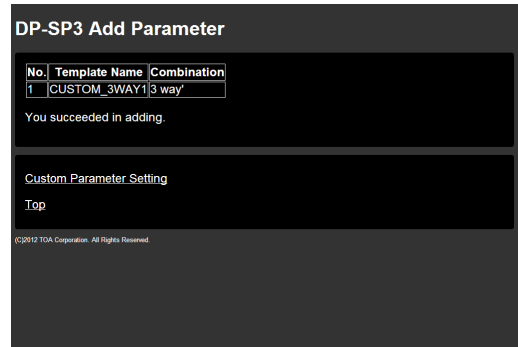 DP-SP3 Add Parameter
No. Template Name Combination
1 CUSTOM_3WAY1 3 way'
You succeeded in adding.
Custom Parameter Setting
Top
(C)2012 TOA Corporation. All Rights Reserved.